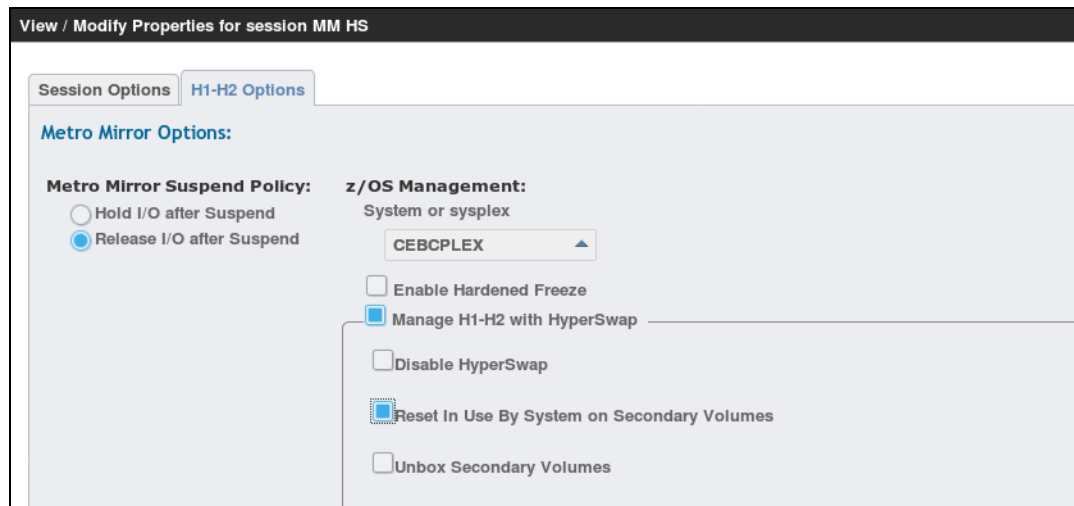 View / Modify Properties for session MM HS
Session Options
H1-H2 Options
Metro Mirror Options:
Metro Mirror Suspend Policy:
Hold I/O after Suspend
Release I/O after Suspend
z/OS Management:
System or sysplex
CEBCPLEX
Enable Hardened Freeze
Manage H1-H2 with HyperSwap
Disable HyperSwap
Reset In Use By System on Secondary Volumes
Unbox Secondary Volumes